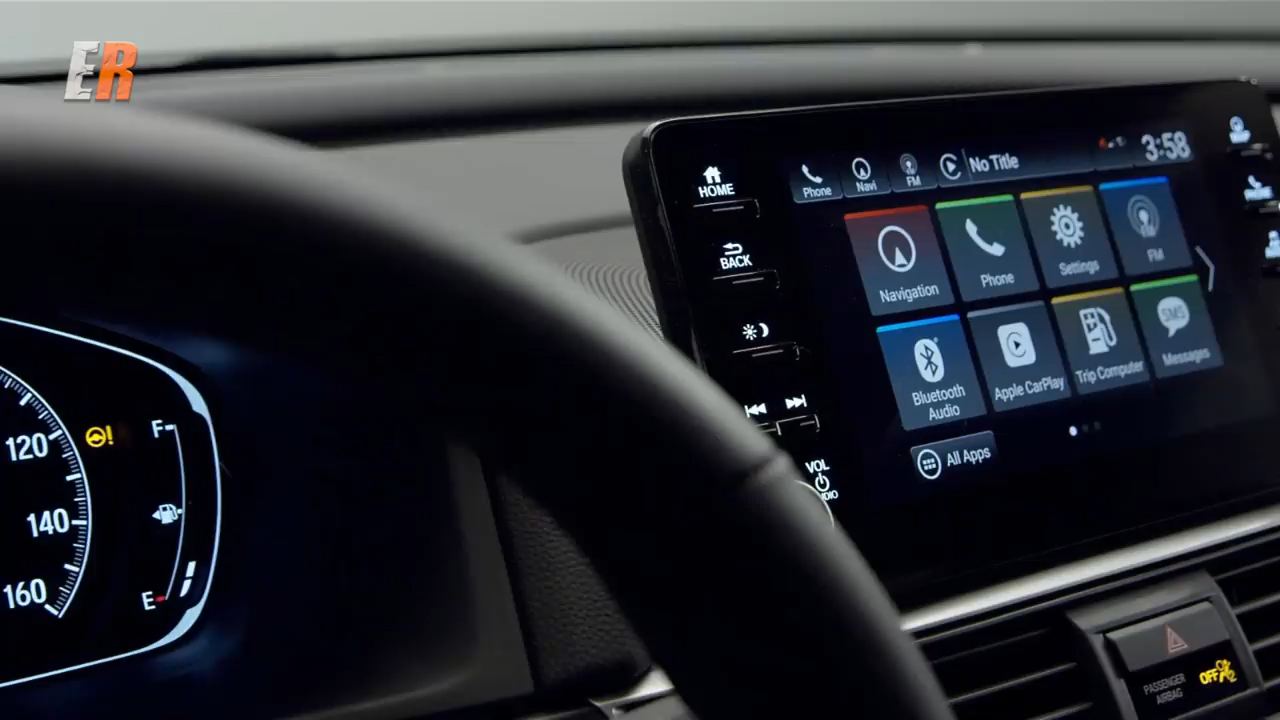 ER
HOME
BACK
VOL
Phone
Navi
FM
No Title
3:58
Navigation
Phone
Settings
FM
Bluetooth
Audio
Apple CarPlay
Trip Computer
SMS
Messages
All Apps
120
140
160
F
E
PASSENGER
AIRBAG
OFF